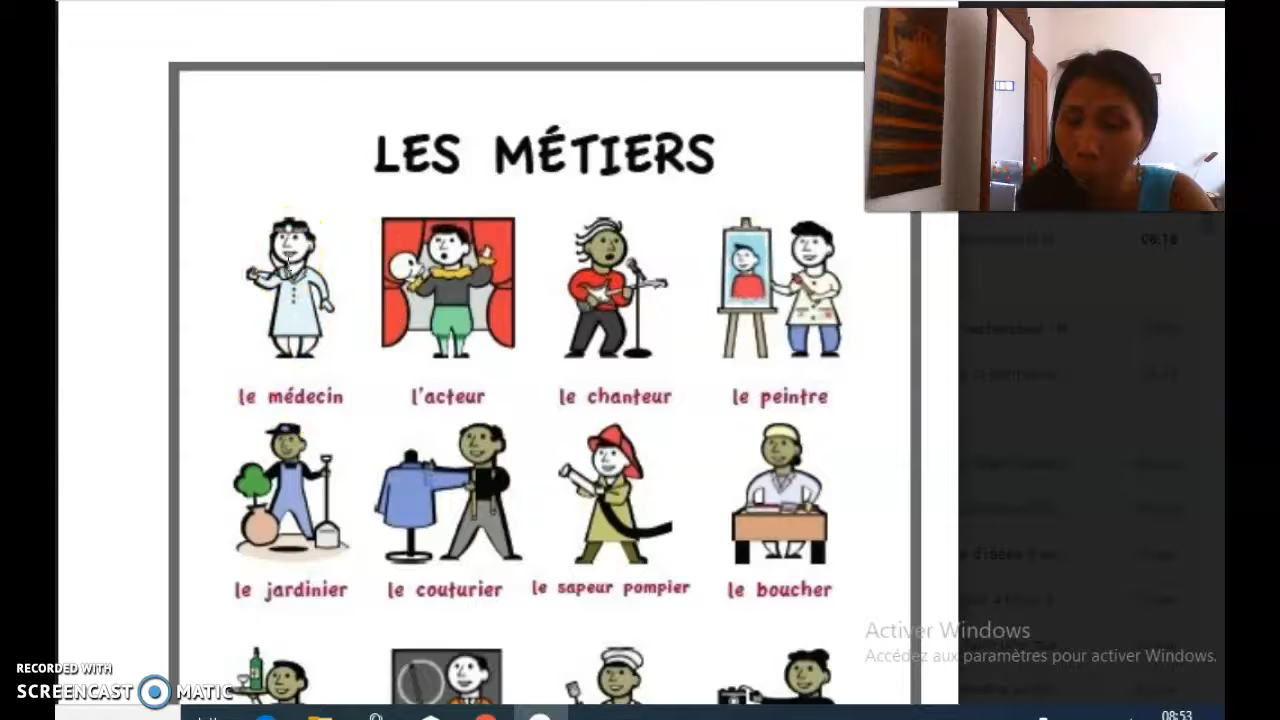 LES MÉTIERS
le médecin
l'acteur
le chanteur
le peintre
le jardinier
le couturier
le sapeur pompier
le boucher
Activer Windows
Accédez aux paramètres pour activer Windows.
RECORDED WITH
SCREENCAST MATIC
08:53